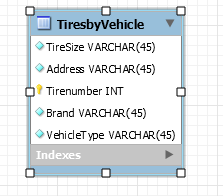 TiresbyVehicle
TireSize VARCHAR(45)
Address VARCHAR(45)
Tirenumber INT
Brand VARCHAR(45)
VehicleType VARCHAR(45)
Indexes